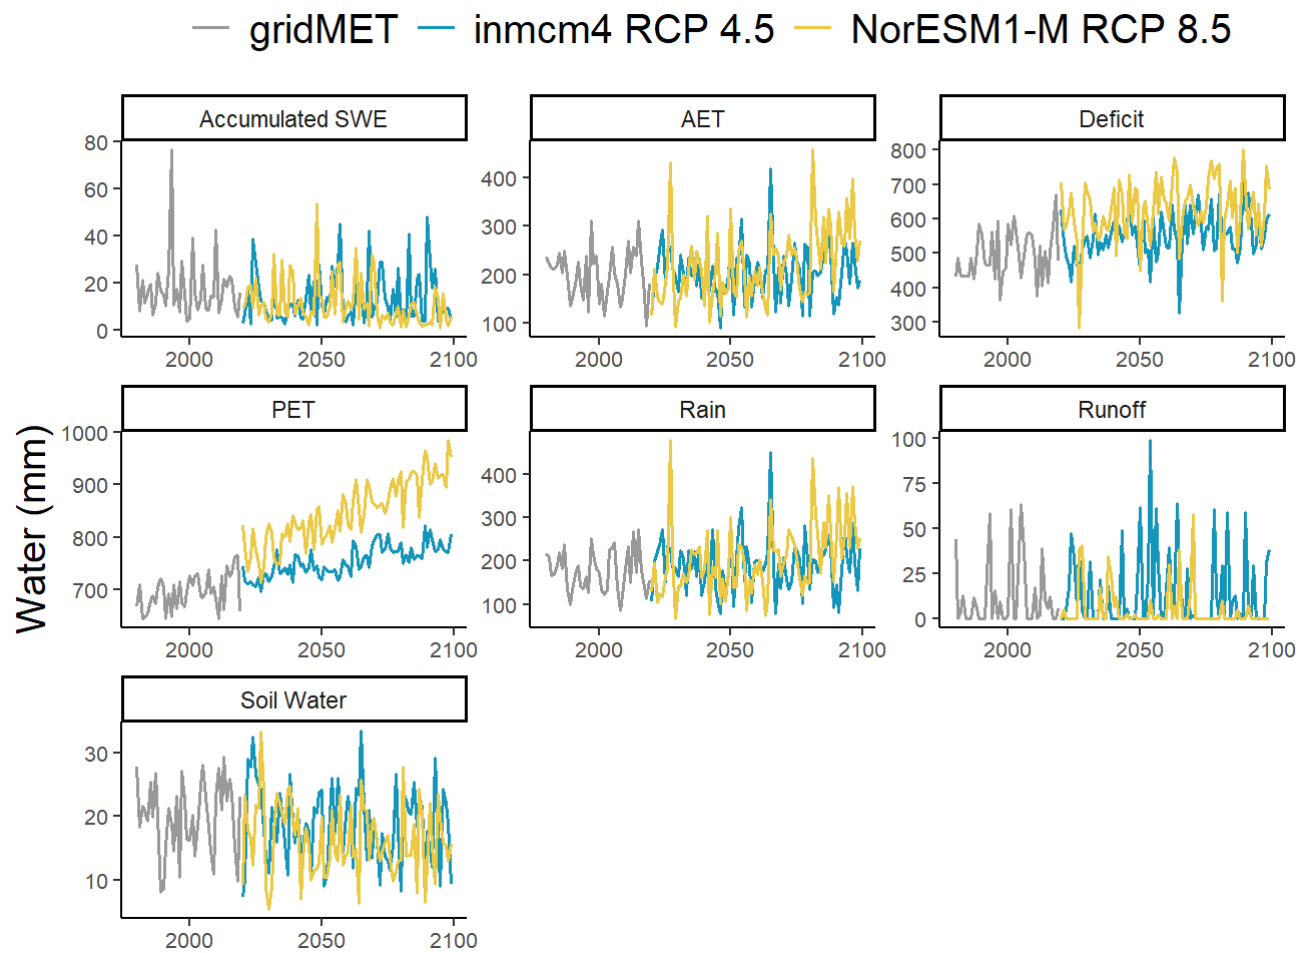 gridMET inmcm4 RCP 4.5 NorESM1-M RCP 8.5
Accumulated SWE
80
60
40
20
0
2000 2050 2100
AET
400
300
200
100
2000 2050 2100
Deficit
800
700
600
500
400
300
2000 2050 2100
Water (mm)
PET
1000
900
800
700
2000 2050 2100
Rain
400
300
200
100
2000 2050 2100
Runoff
100
75
50
25
0
2000 2050 2100
Soil Water
30
20
10
2000 2050 2100